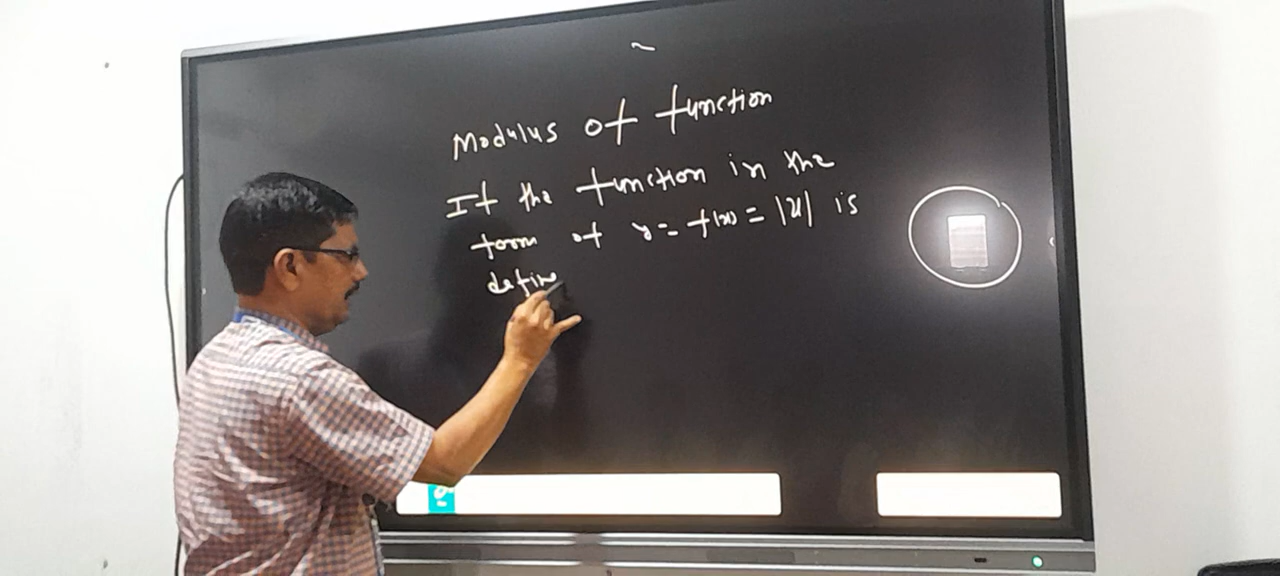 Modulus of function
If the function in the
form of y = f(x) = |x| is
define